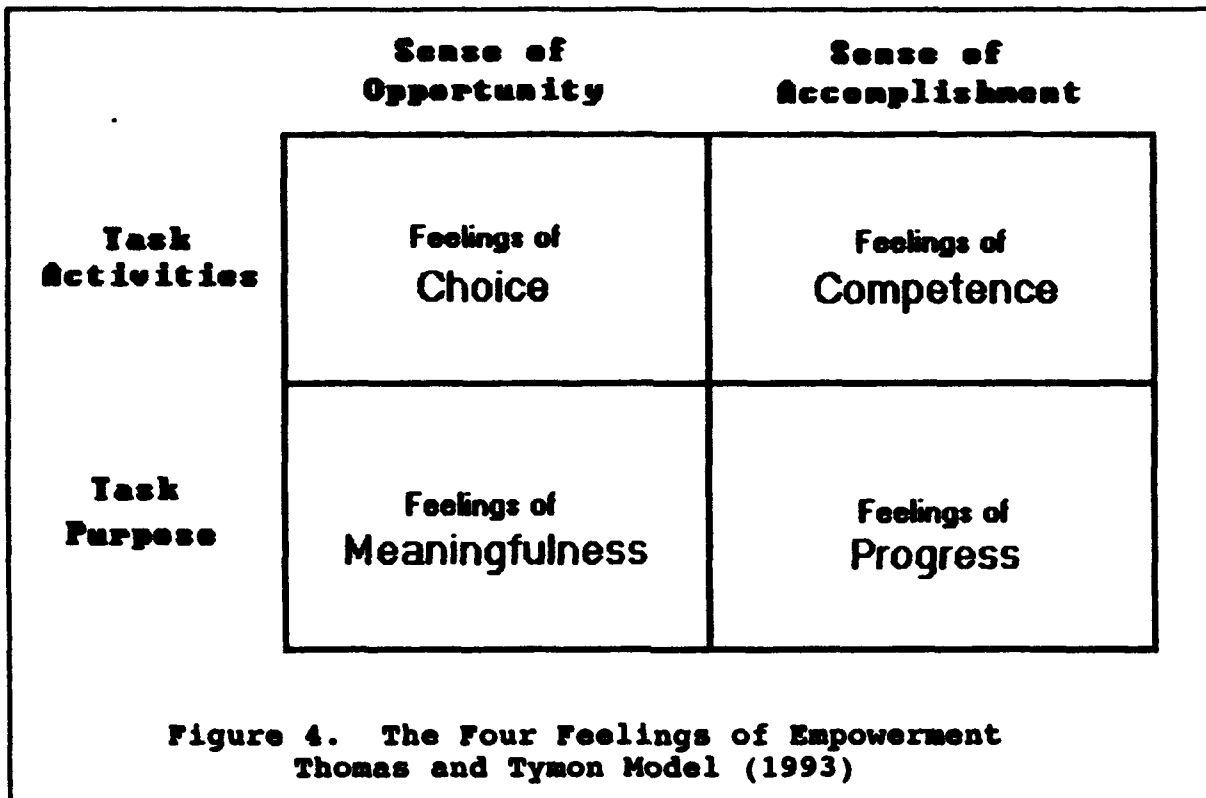 Sense of Opportunity
Sense of Accomplishment
Task Activities
Feelings of
Choice
Feelings of
Competence
Task Purpose
Feelings of
Meaningfulness
Feelings of
Progress
Figure 4. The Four Feelings of Empowerment
Thomas and Tymon Model (1993)